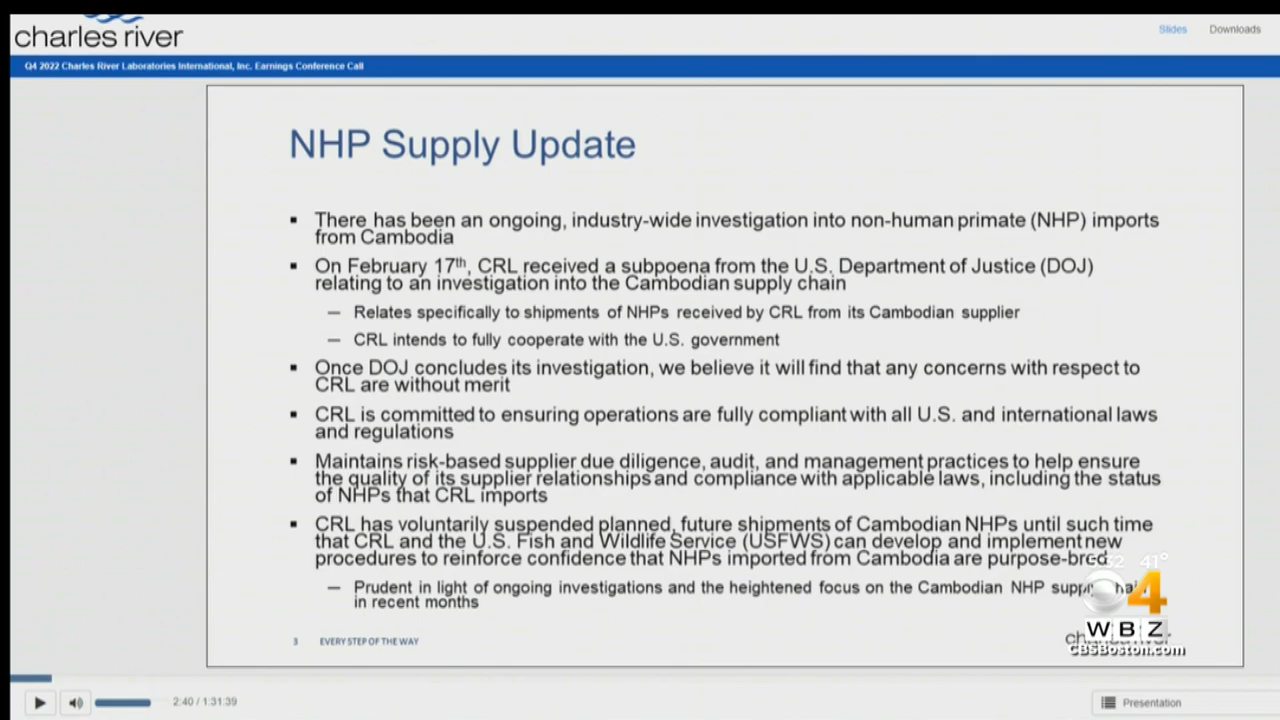 charles river
Slides
Downloads
Q4 2022 Charles River Laboratories International, Inc. Earnings Conference Call
NHP Supply Update
▪ There has been an ongoing, industry-wide investigation into non-human primate (NHP) imports
from Cambodia
▪ On February 17th, CRL received a subpoena from the U.S. Department of Justice (DOJ)
relating to an investigation into the Cambodian supply chain
— Relates specifically to shipments of NHPs received by CRL from its Cambodian supplier
— CRL intends to fully cooperate with the U.S. government
▪ Once DOJ concludes its investigation, we believe it will find that any concerns with respect to
CRL are without merit
▪ CRL is committed to ensuring operations are fully compliant with all U.S. and international laws
and regulations
▪ Maintains risk-based supplier due diligence, audit, and management practices to help ensure
the quality of its supplier relationships and compliance with applicable laws, including the status
of NHPs that CRL imports
▪ CRL has voluntarily suspended planned, future shipments of Cambodian NHPs until such time
that CRL and the U.S. Fish and Wildlife Service (USFWS) can develop and implement new
procedures to reinforce confidence that NHPs imported from Cambodia are purpose-bred
41°
— Prudent in light of ongoing investigations and the heightened focus on the Cambodian NHP
in recent months
4
WBZ
CBSBoston.com
3 EVERY STEP OF THE WAY
2:40 / 1:31:39
Presentation